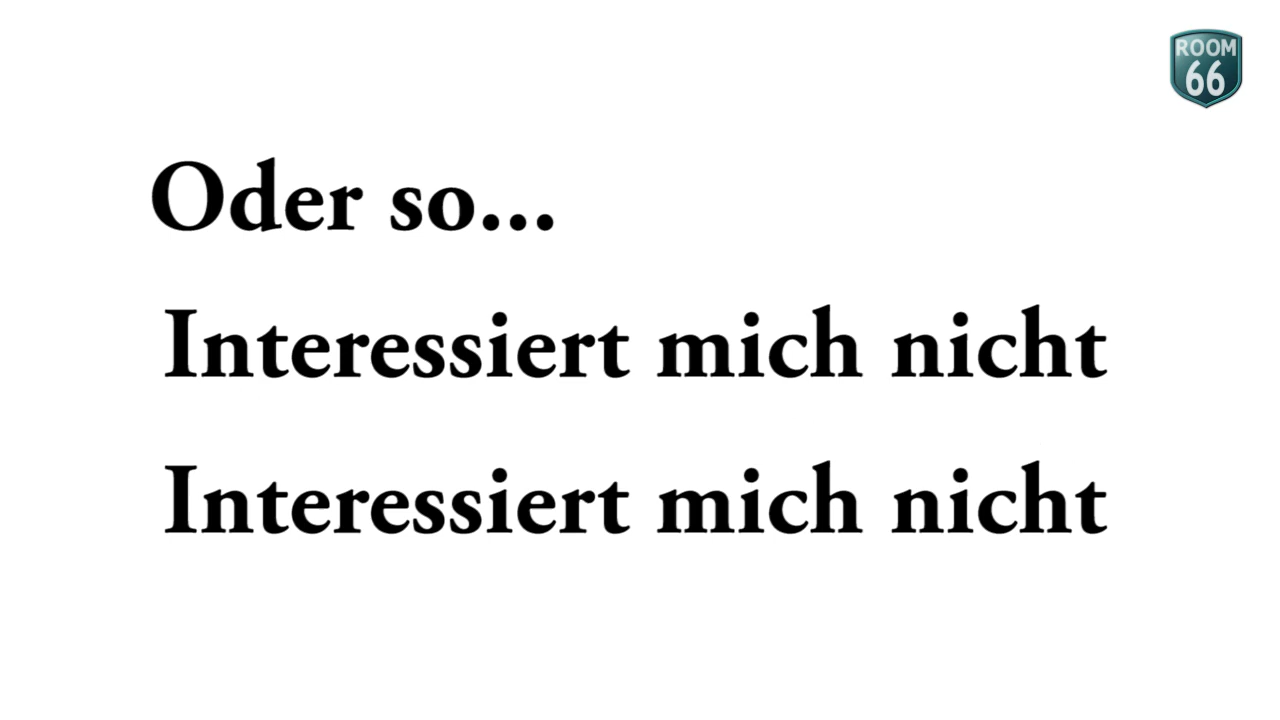 ROOM
66
Oder so...
Interessiert mich nicht
Interessiert mich nicht